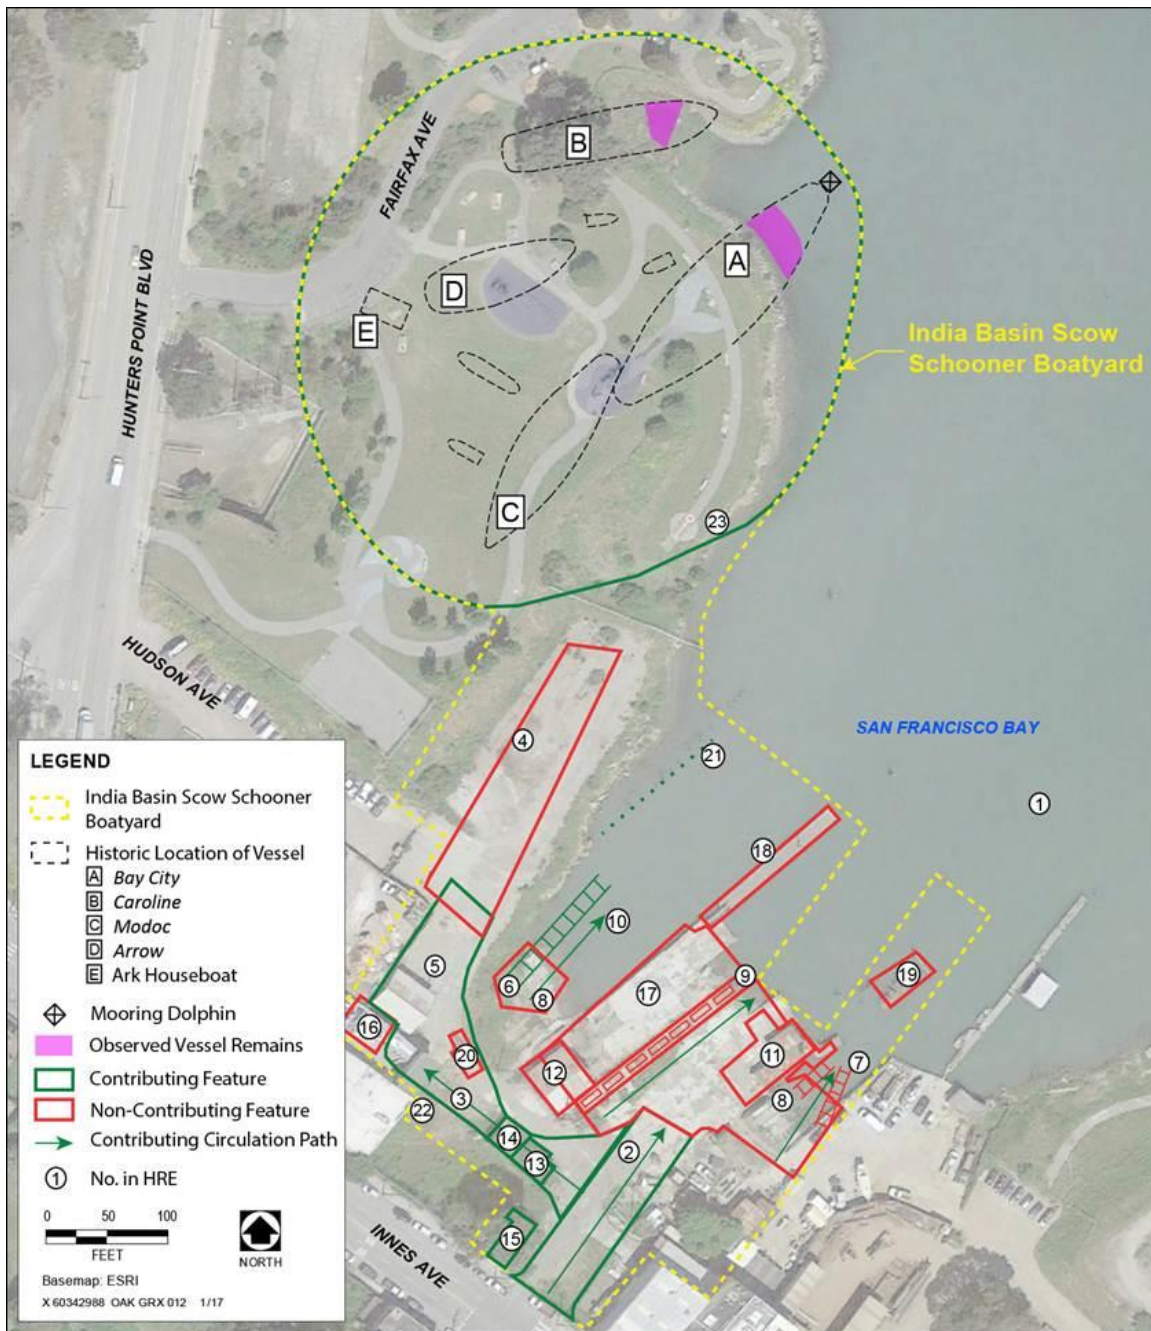 B
FAIRFAX AVE
A
HUNTERS POINT BLVD
D
E
India Basin Scow
Schooner Boatyard
C
23
HUDSON AVE
SAN FRANCISCO BAY
4
21
1
18
10
5
6
8
9
19
17
16
11
7
20
12
8
3
22
14
2
13
15
INNES AVE
LEGEND
India Basin Scow Schooner
Boatyard
Historic Location of Vessel
A Bay City
B Caroline
C Modoc
D Arrow
E Ark Houseboat
Mooring Dolphin
Observed Vessel Remains
Contributing Feature
Non-Contributing Feature
Contributing Circulation Path
1 No. in HRE
0 50 100
FEET
NORTH
Basemap: ESRI
X 60342988 OAK GRX 012 1/17